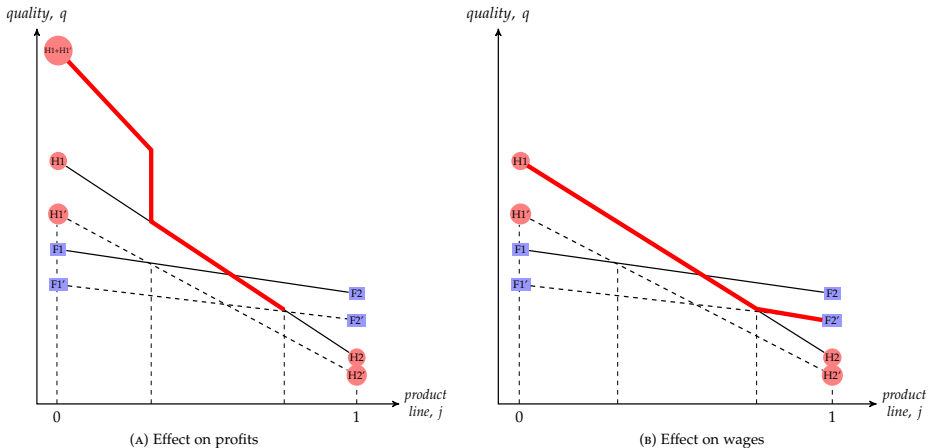 quality, q
H1+H1′
H1
H1′
F1
F1′
F2
F2′
H2
H2′
0
1
product
line, j
(A) Effect on profits
quality, q
H1
H1′
F1
F1′
F2
F2′
H2
H2′
0
1
product
line, j
(B) Effect on wages